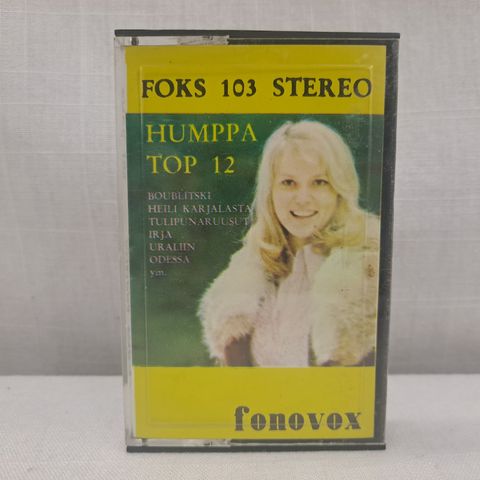 FOKS 103 STEREO
HUMPPA
TOP 12
BOUBLITSKI
HEILI KARJALASTA
TULIPUNARUUSUT
IRJA
URALIIN
ODESSA
ym.
fonovox